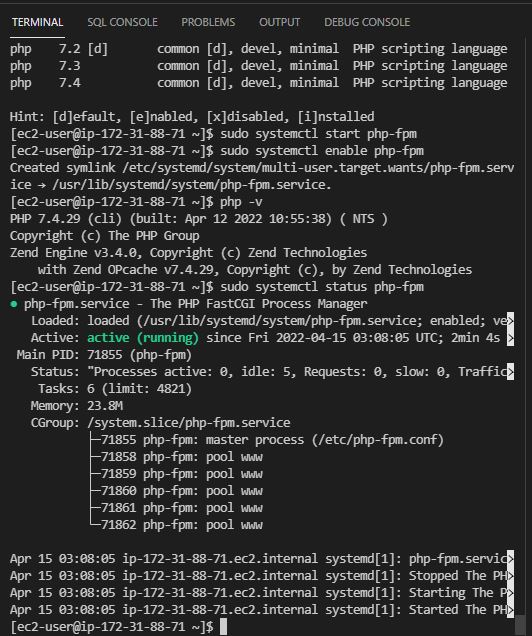 TERMINAL SQL CONSOLE PROBLEMS OUTPUT DEBUG CONSOLE
php 7.2 [d] common [d], devel, minimal PHP scripting language
php 7.3 common [d], devel, minimal PHP scripting language
php 7.4 common [d], devel, minimal PHP scripting language
Hint: [d]efault, [e]nabled, [x]disabled, [i]nstalled
[ec2-user@ip-172-31-88-71 ~]$ sudo systemctl start php-fpm
[ec2-user@ip-172-31-88-71 ~]$ sudo systemctl enable php-fpm
Created symlink /etc/systemd/system/multi-user.target.wants/php-fpm.serv
ice → /usr/lib/systemd/system/php-fpm.service.
[ec2-user@ip-172-31-88-71 ~]$ php -v
PHP 7.4.29 (cli) (built: Apr 12 2022 10:55:38) ( NTS )
Copyright (c) The PHP Group
Zend Engine v3.4.0, Copyright (c) Zend Technologies
    with Zend OPcache v7.4.29, Copyright (c), by Zend Technologies
[ec2-user@ip-172-31-88-71 ~]$ sudo systemctl status php-fpm
● php-fpm.service - The PHP FastCGI Process Manager
   Loaded: loaded (/usr/lib/systemd/system/php-fpm.service; enabled; ve>
   Active: active (running) since Fri 2022-04-15 03:08:05 UTC; 2min 4s >
 Main PID: 71855 (php-fpm)
   Status: "Processes active: 0, idle: 5, Requests: 0, slow: 0, Traffic>
    Tasks: 6 (limit: 4821)
   Memory: 23.8M
   CGroup: /system.slice/php-fpm.service
           ├─71855 php-fpm: master process (/etc/php-fpm.conf)
           ├─71858 php-fpm: pool www
           ├─71859 php-fpm: pool www
           ├─71860 php-fpm: pool www
           ├─71861 php-fpm: pool www
           └─71862 php-fpm: pool www
Apr 15 03:08:05 ip-172-31-88-71.ec2.internal systemd[1]: php-fpm.servic>
Apr 15 03:08:05 ip-172-31-88-71.ec2.internal systemd[1]: Stopped The PH>
Apr 15 03:08:05 ip-172-31-88-71.ec2.internal systemd[1]: Starting The P>
Apr 15 03:08:05 ip-172-31-88-71.ec2.internal systemd[1]: Started The PH>
[ec2-user@ip-172-31-88-71 ~]$